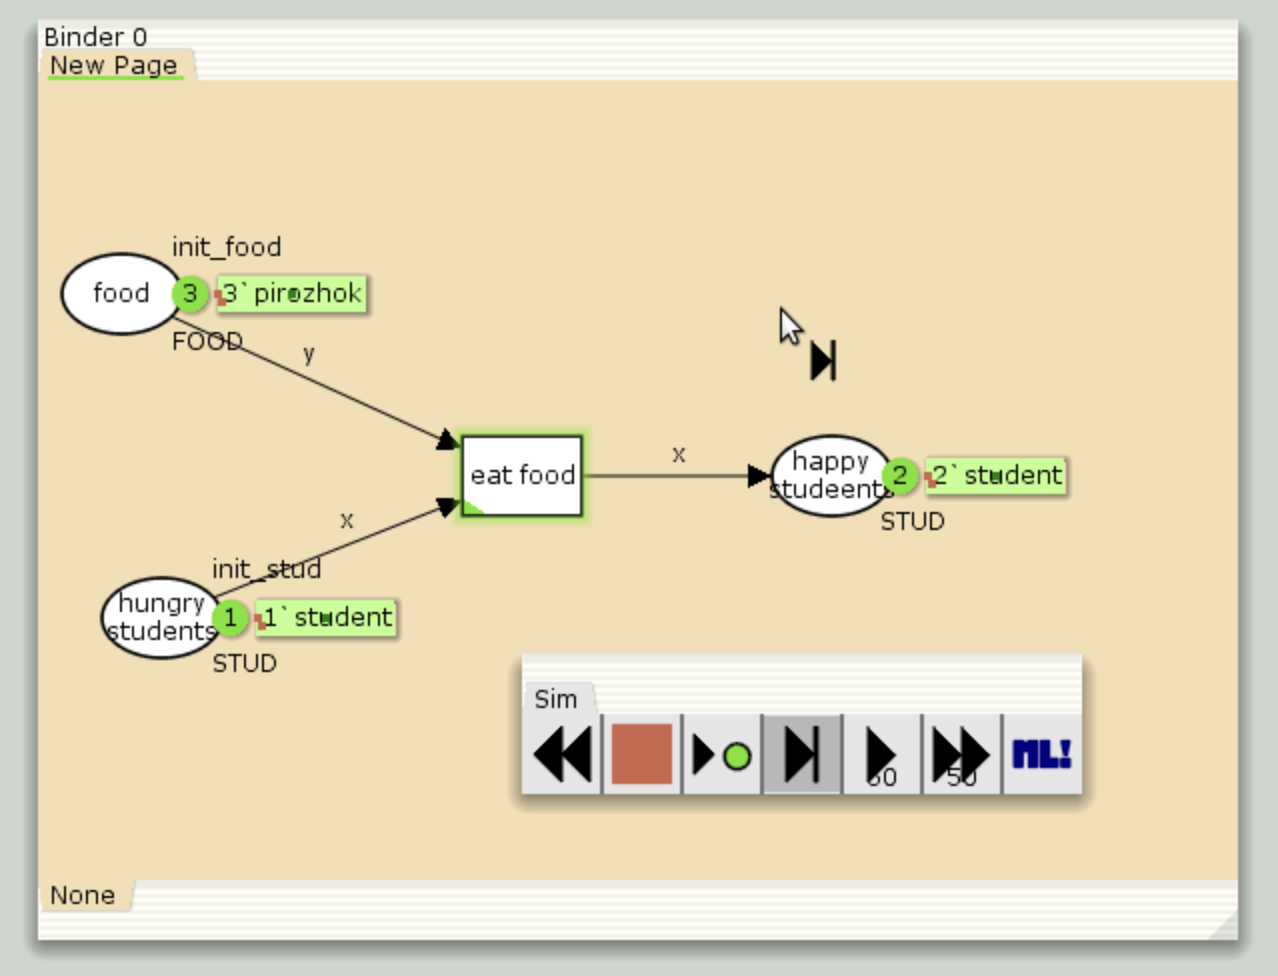 Binder 0
New Page
init_food
food
3
3`pirozhok
FOOD
y
eat food
x
happy
studeents
2
2`student
STUD
x
init_stud
hungry
students
1
1`student
STUD
Sim
50
ML!
None